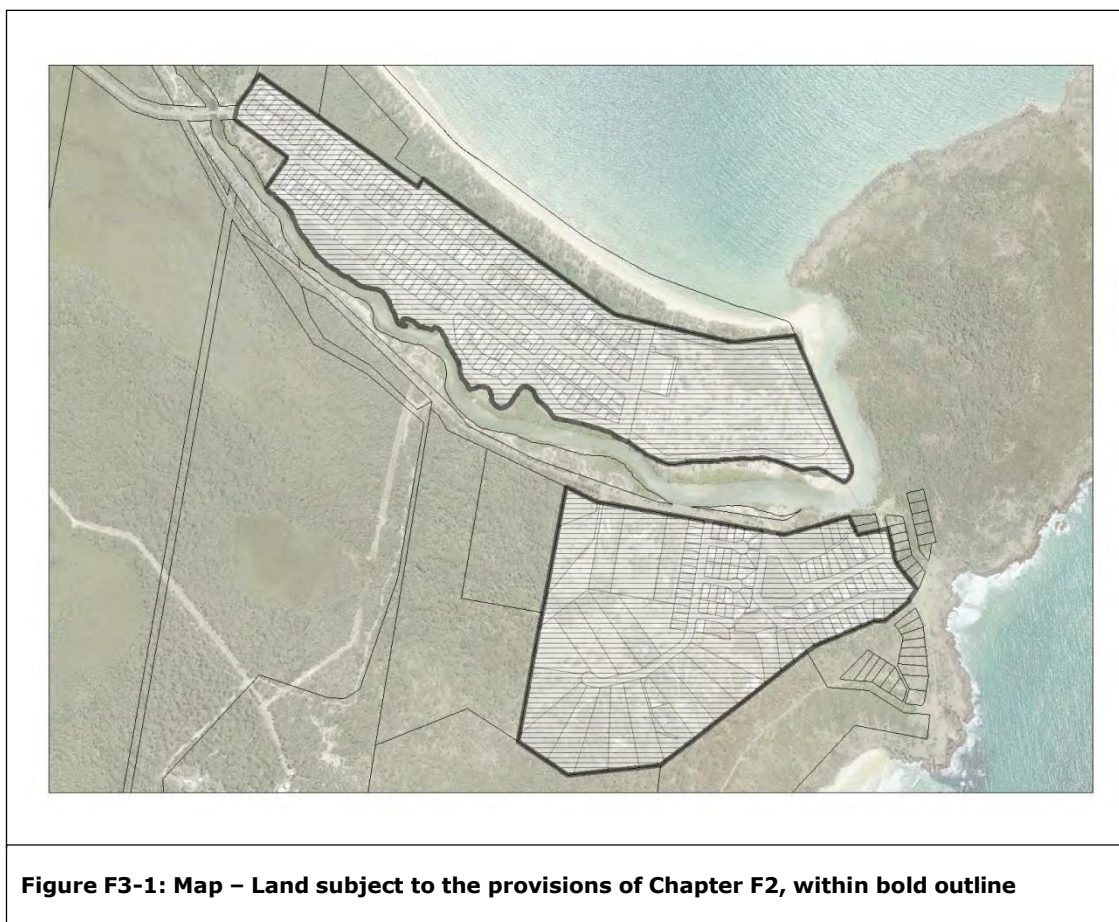 Figure F3-1: Map – Land subject to the provisions of Chapter F2, within bold outline